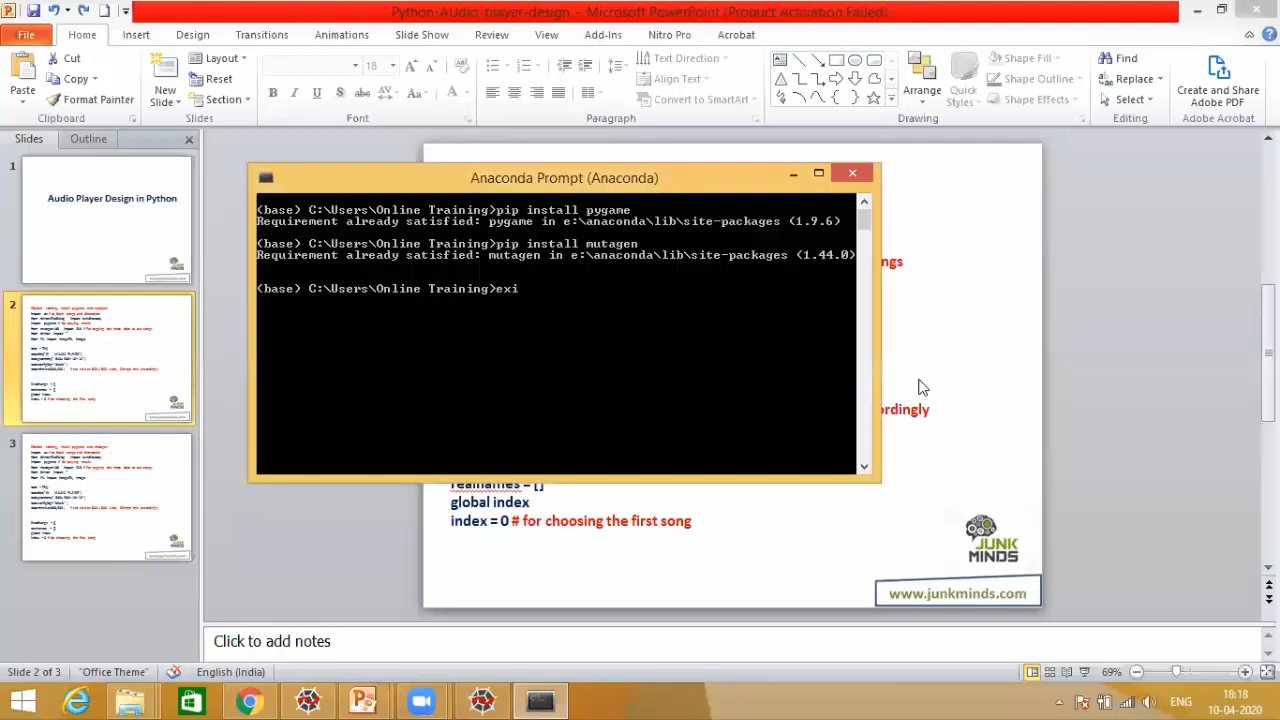 Python-AUdio-player-design - Microsoft PowerPoint (Product Activation Failed)
File Home Insert Design Transitions Animations Slide Show Review View Add-Ins Nitro Pro Acrobat
Paste
Cut
Copy
Format Painter
Clipboard
New Slide
Layout
Reset
Section
Slides
18
B I U S abc AV Aa A
Font
Text Direction
Align Text
Convert to SmartArt
Paragraph
Arrange
Quick Styles
Shape Fill
Shape Outline
Shape Effects
Drawing
Find
Replace
Select
Editing
Create and Share Adobe PDF
Adobe Acrobat
Slides Outline
1
Audio Player Design in Python
2
3
Anaconda Prompt (Anaconda)
(base) C:\Users\Online Training>pip install pygame
Requirement already satisfied: pygame in e:\anaconda\lib\site-packages (1.9.6)
(base) C:\Users\Online Training>pip install mutagen
Requirement already satisfied: mutagen in e:\anaconda\lib\site-packages (1.44.0)
(base) C:\Users\Online Training>exi
ngs
ordingly
realnames = []
global index
index = 0 # for choosing the first song
JUNK
MINDS
www.junkminds.com
Click to add notes
Slide 2 of 3 "Office Theme" English (India) 69%
ENG
18:18
10-04-2020